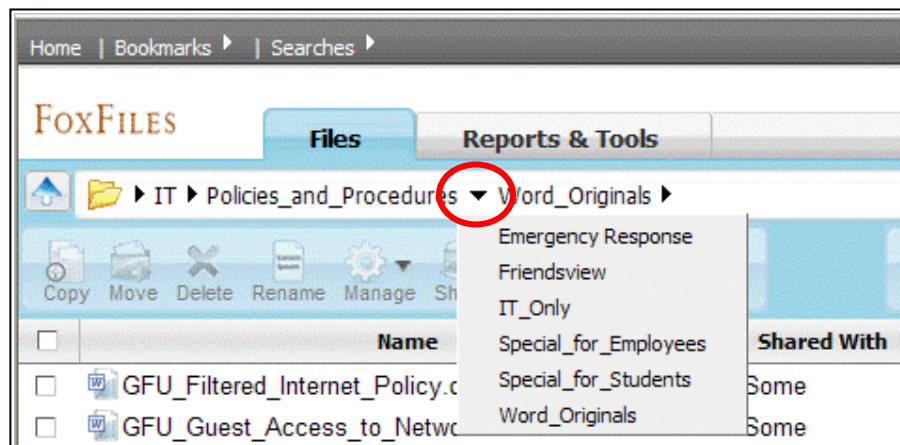 Home | Bookmarks | Searches
FOXFILES
Files Reports & Tools
IT Policies_and_Procedures Word_Originals
Emergency Response
Friendsview
IT_Only
Special_for_Employees
Special_for_Students
Word_Originals
Copy Move Delete Rename Manage Sh
Name Shared With
GFU_Filtered_Internet_Policy. Some
GFU_Guest_Access_to_Netwo Some